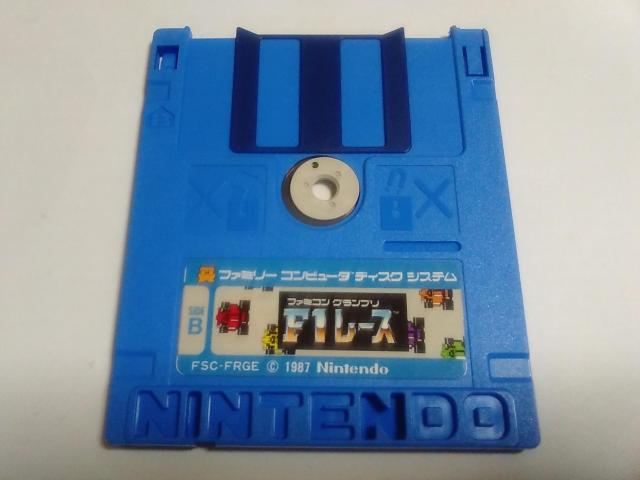 ファミリー コンピュータ ディスク システム
SIDE B
ファミコン グランプリ
F1レース™
FSC-FRGE © 1987 Nintendo
NINTENDO